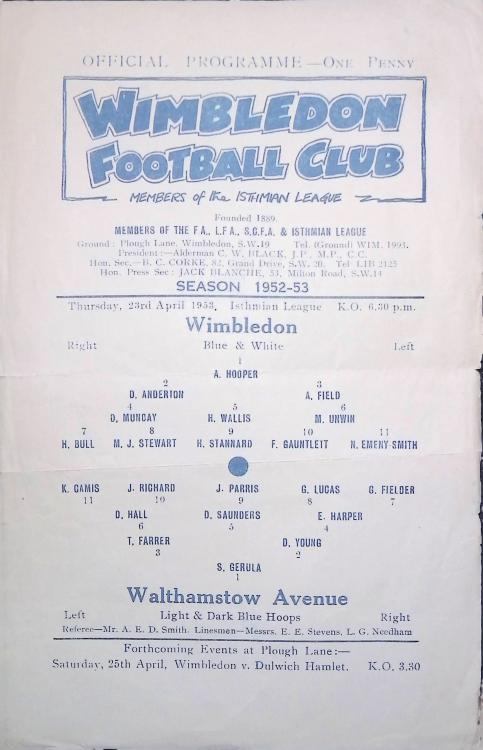 OFFICIAL PROGRAMME—ONE PENNY
WIMBLEDON
FOOTBALL CLUB
MEMBERS of the ISTHMIAN LEAGUE
Founded 1889.
MEMBERS OF THE F.A., L.F.A., S.C.F.A. & ISTHMIAN LEAGUE
Ground: Plough Lane, Wimbledon, S.W.19 Tel. (Ground) WIM. 1993.
President:—Alderman C. W. BLACK, J.P., M.P., C.C.
Hon. Sec.—B. C. CORKE, 82, Grand Drive, S.W. 20. Tel LIB 2125
Hon. Press Sec: JACK BLANCHE, 53, Milton Road, S.W.14
SEASON 1952-53
Thursday, 23rd April 1953, Isthmian League K.O. 6.30 p.m.
Wimbledon
Right Blue & White Left
1
A. HOOPER
2 3
D. ANDERTON A. FIELD
4 5 6
D. MUNCAY H. WALLIS M. UNWIN
7 8 9 10 11
H. BULL M. J. STEWART H. STANNARD F. GAUNTLEIT N. EMENY-SMITH
K. CAMIS J. RICHARD J. PARRIS G. LUCAS G. FIELDER
11 10 9 8 7
D. HALL D. SAUNDERS E. HARPER
6 5 4
T. FARRER D. YOUNG
3 2
S. GERULA
1
Walthamstow Avenue
Left Light & Dark Blue Hoops Right
Referee—Mr. A. E. D. Smith. Linesmen—Messrs. E. E. Stevens, L. G. Needham
Forthcoming Events at Plough Lane:—
Saturday, 25th April, Wimbledon v. Dulwich Hamlet. K.O. 3.30